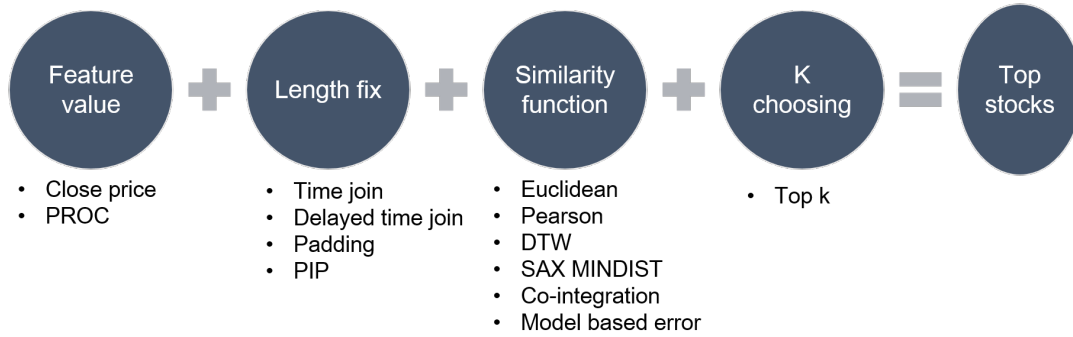 Feature
value
Length fix
Similarity
function
K
choosing
Top
stocks
• Close price
• PROC
• Time join
• Delayed time join
• Padding
• PIP
• Euclidean
• Pearson
• DTW
• SAX MINDIST
• Co-integration
• Model based error
• Top k